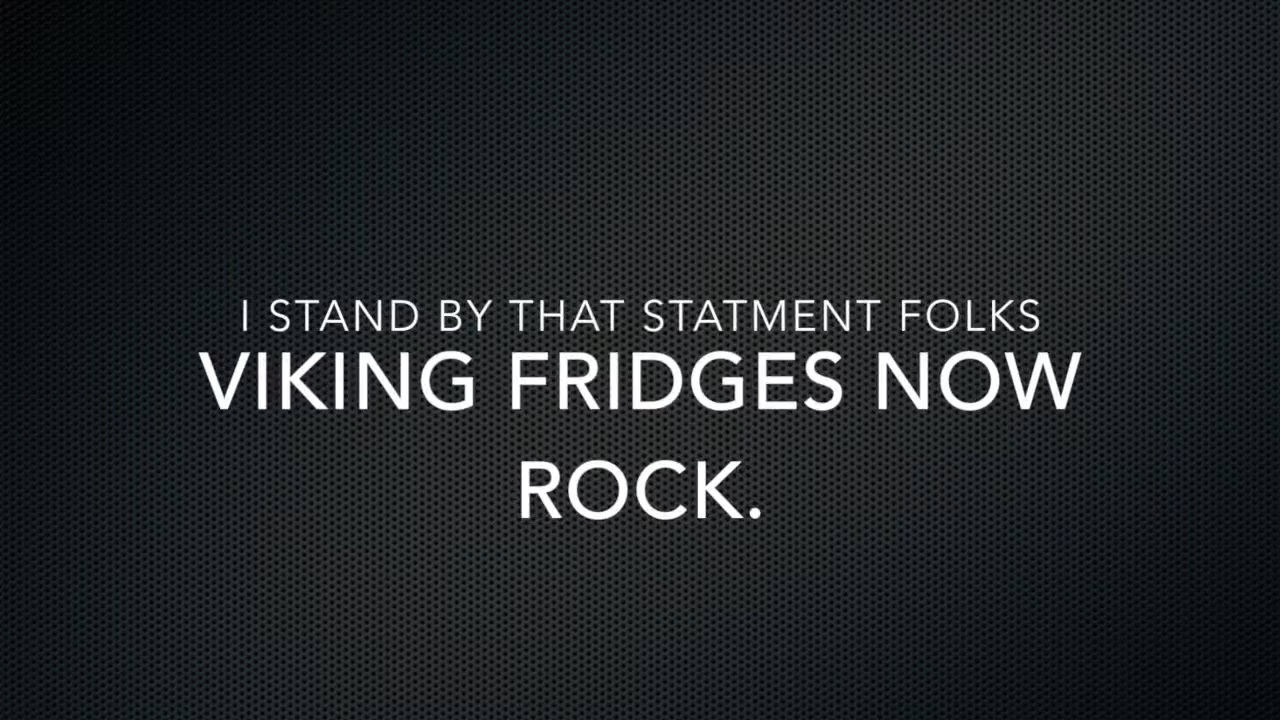 I STAND BY THAT STATMENT FOLKS
VIKING FRIDGES NOW
ROCK.